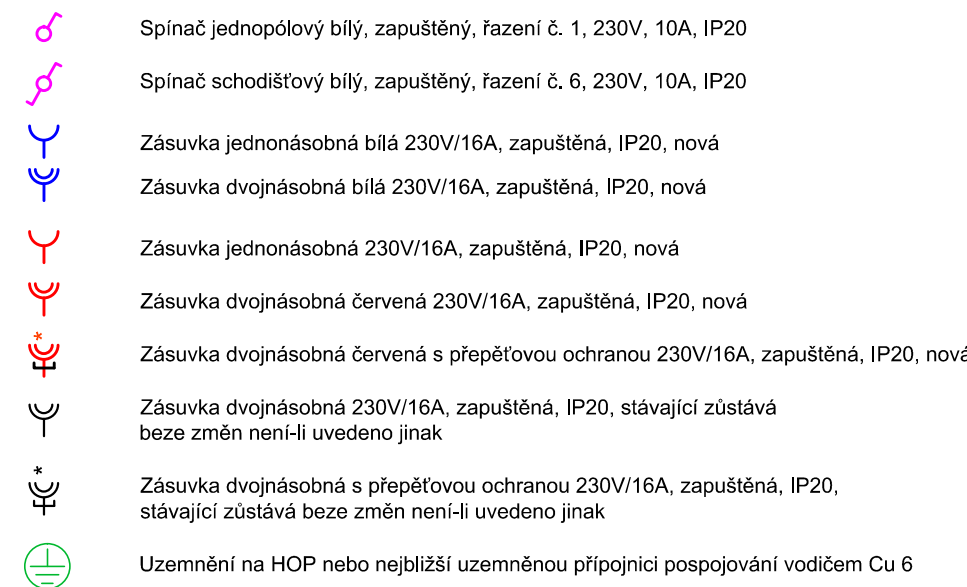 Spínač jednopólový bílý, zapuštěný, řazení č. 1, 230V, 10A, IP20
Spínač schodišťový bílý, zapuštěný, řazení č. 6, 230V, 10A, IP20
Zásuvka jednonásobná bílá 230V/16A, zapuštěná, IP20, nová
Zásuvka dvojnásobná bílá 230V/16A, zapuštěná, IP20, nová
Zásuvka jednonásobná 230V/16A, zapuštěná, IP20, nová
Zásuvka dvojnásobná červená 230V/16A, zapuštěná, IP20, nová
*
Zásuvka dvojnásobná červená s přepěťovou ochranou 230V/16A, zapuštěná, IP20, nová
Zásuvka dvojnásobná 230V/16A, zapuštěná, IP20, stávající zůstává
beze změn není-li uvedeno jinak
*
Zásuvka dvojnásobná s přepěťovou ochranou 230V/16A, zapuštěná, IP20,
stávající zůstává beze změn není-li uvedeno jinak
Uzemnění na HOP nebo nejbližší uzemněnou přípojnici pospojování vodičem Cu 6